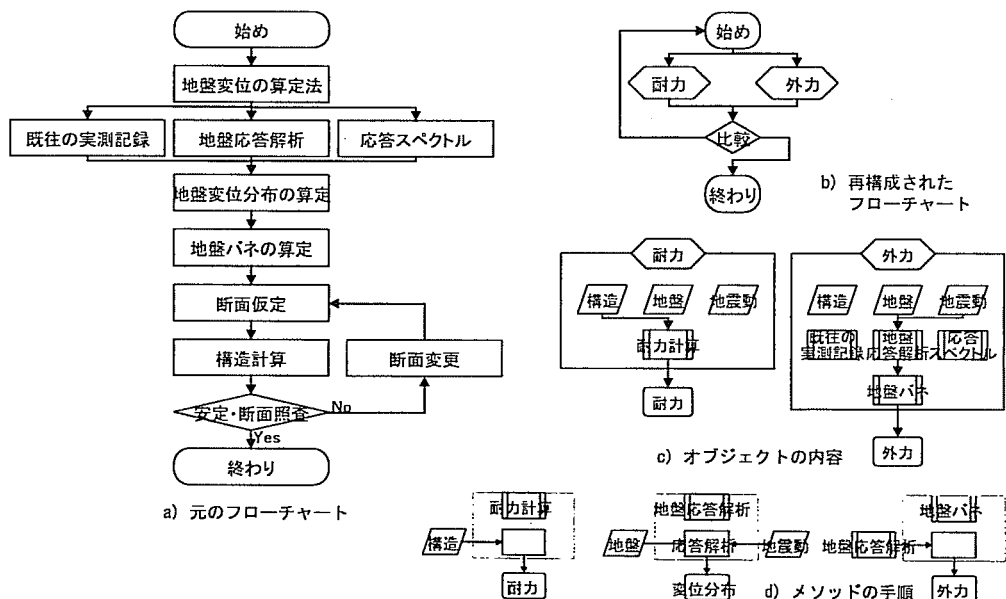 始め
地盤変位の算定法
既往の実測記録
地盤応答解析
応答スペクトル
地盤変位分布の算定
地盤バネの算定
断面仮定
構造計算
断面変更
安定・断面照査
No
Yes
終わり
a) 元のフローチャート
始め
耐力
外力
比較
終わり
b) 再構成された
フローチャート
耐力
構造
地盤
地震動
耐力計算
耐力
外力
構造
地盤
地震動
既往の
実測記録
地盤
応答解析
応答
スペクトル
地盤バネ
外力
c) オブジェクトの内容
耐力計算
構造
耐力
地盤応答解析
地盤
応答解析
地震動
変位分布
地盤バネ
地盤応答解析
外力
d) メソッドの手順